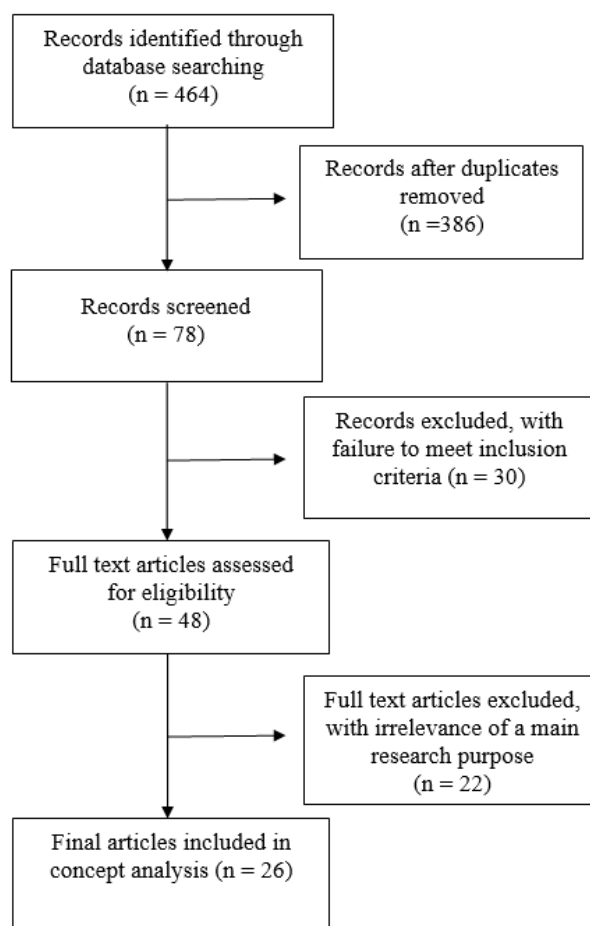 Records identified through
database searching
(n = 464)
Records after duplicates
removed
(n =386)
Records screened
(n = 78)
Records excluded, with
failure to meet inclusion
criteria (n = 30)
Full text articles assessed
for eligibility
(n = 48)
Full text articles excluded,
with irrelevance of a main
research purpose
(n = 22)
Final articles included in
concept analysis (n = 26)